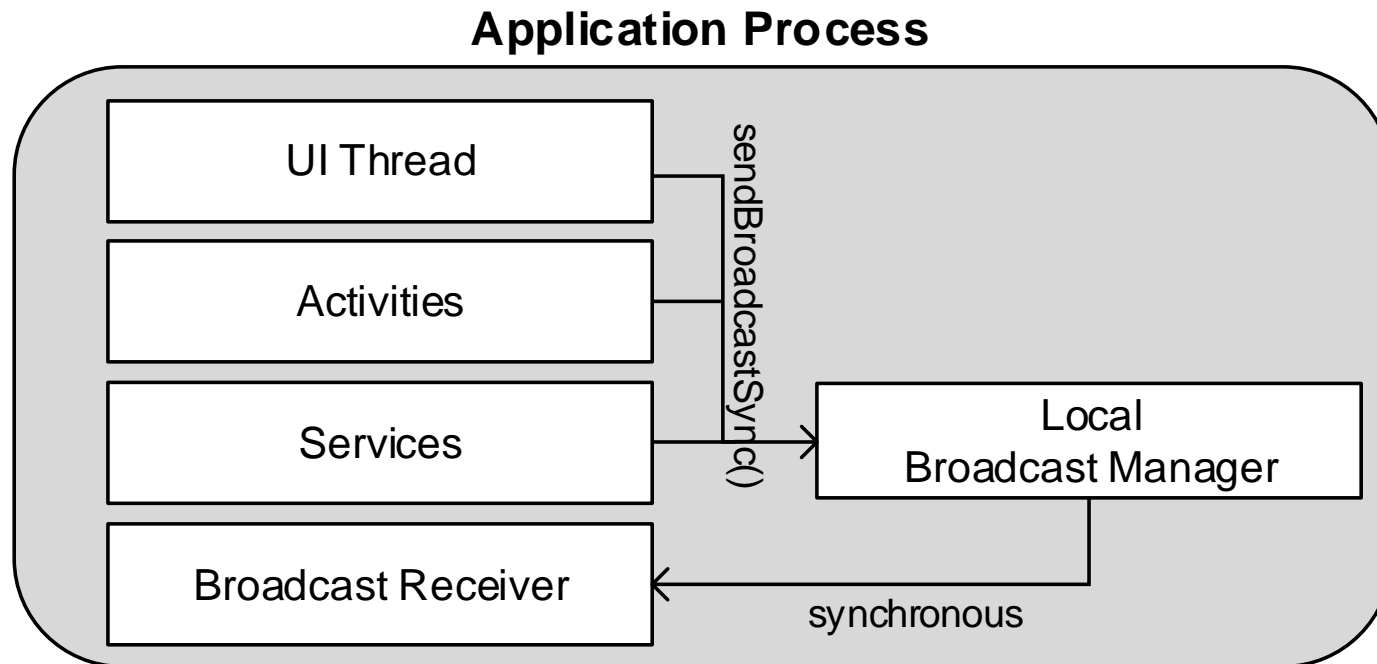 Application Process
UI Thread
sendBroadcastSync()
Activities
Services
Local
Broadcast Manager
Broadcast Receiver
synchronous